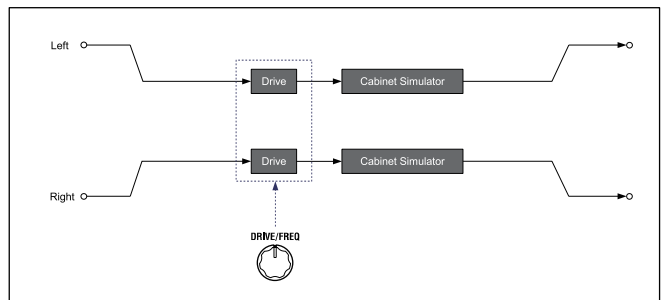 Left
Drive
Cabinet Simulator
Drive
Cabinet Simulator
Right
DRIVE/FREQ